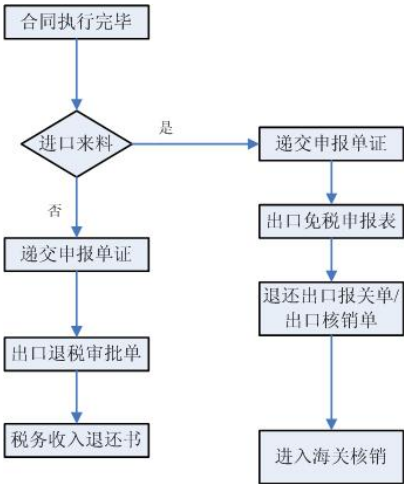 合同执行完毕
进口来料
是
递交申报单证
否
出口免税申报表
递交申报单证
退还出口报关单/
出口核销单
出口退税审批单
税务收入退还书
进入海关核销